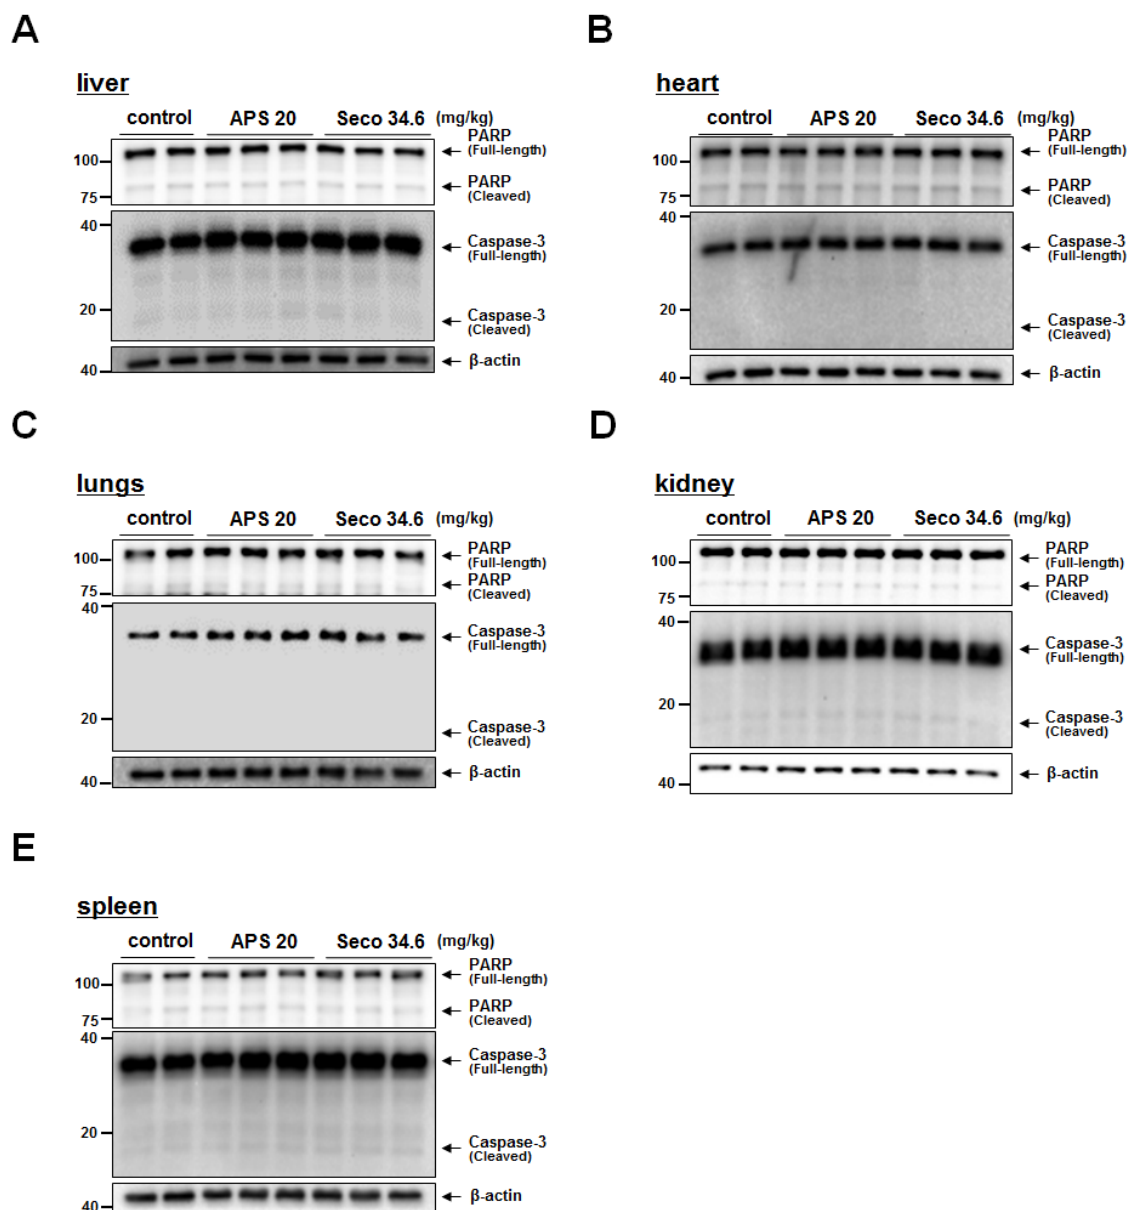 A
liver
control APS 20 Seco 34.6 (mg/kg)
PARP
(Full-length)
100
PARP
(Cleaved)
75
40
Caspase-3
(Full-length)
20
Caspase-3
(Cleaved)
β-actin
40
B
heart
control APS 20 Seco 34.6 (mg/kg)
PARP
(Full-length)
100
PARP
(Cleaved)
75
40
Caspase-3
(Full-length)
20
Caspase-3
(Cleaved)
β-actin
40
C
lungs
control APS 20 Seco 34.6 (mg/kg)
PARP
(Full-length)
100
PARP
(Cleaved)
75
40
Caspase-3
(Full-length)
20
Caspase-3
(Cleaved)
β-actin
40
D
kidney
control APS 20 Seco 34.6 (mg/kg)
PARP
(Full-length)
100
PARP
(Cleaved)
75
40
Caspase-3
(Full-length)
20
Caspase-3
(Cleaved)
β-actin
40
E
spleen
control APS 20 Seco 34.6 (mg/kg)
PARP
(Full-length)
100
PARP
(Cleaved)
75
40
Caspase-3
(Full-length)
20
Caspase-3
(Cleaved)
β-actin
40